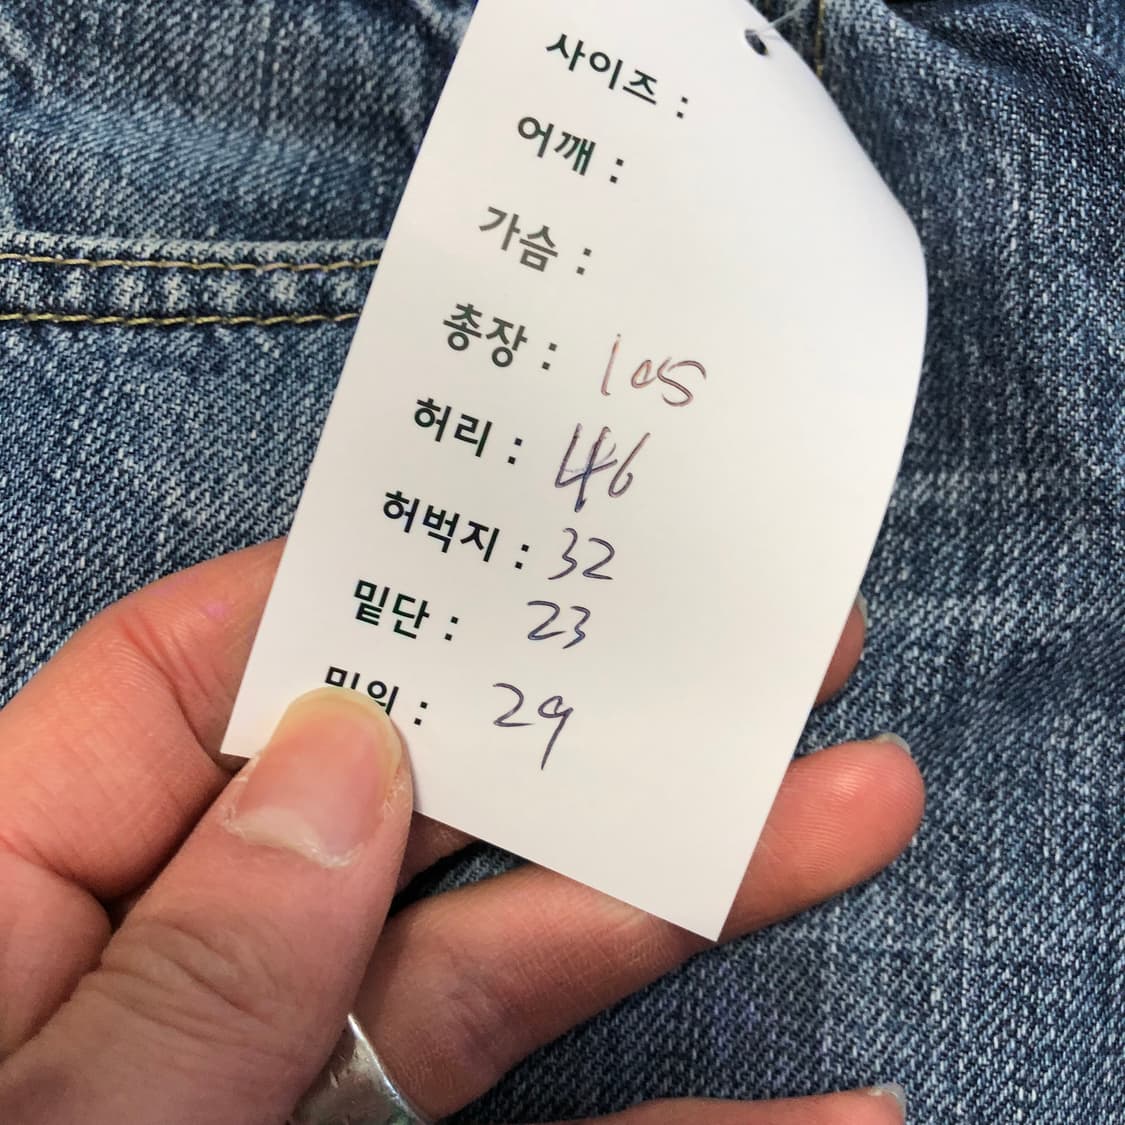 사이즈 :
어깨 :
가슴 :
총장 : 105
허리 : 46
허벅지 : 32
밑단 : 23
: 29